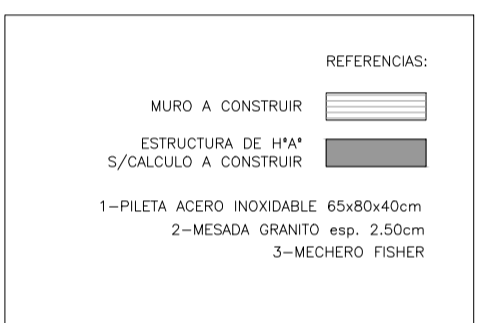 REFERENCIAS:
MURO A CONSTRUIR
ESTRUCTURA DE H°A°
S/CALCULO A CONSTRUIR
1-PILETA ACERO INOXIDABLE 65x80x40cm
2-MESADA GRANITO esp. 2.50cm
3-MECHERO FISHER